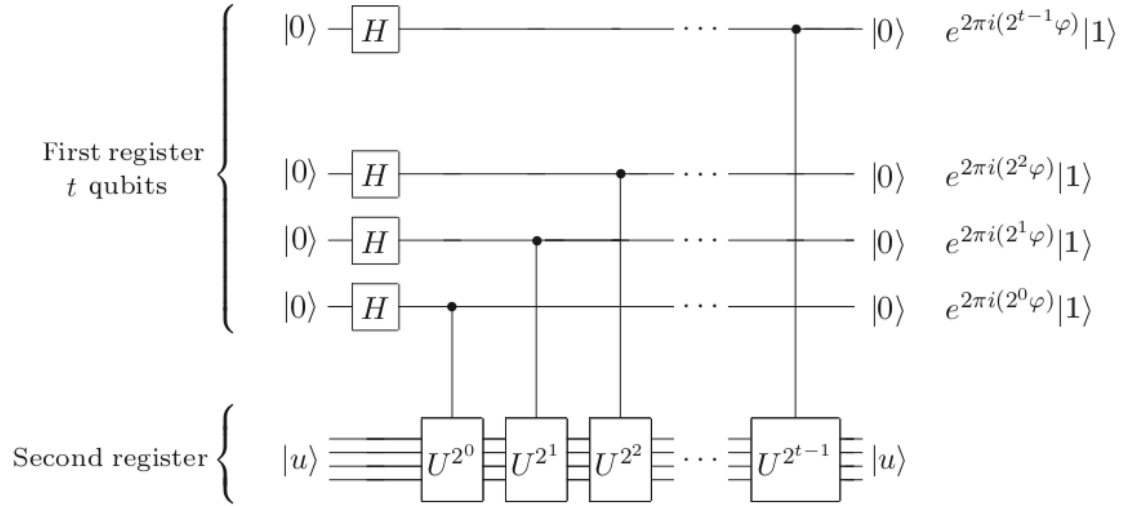 |0⟩ H ··· |0⟩ e^{2πi(2^{t−1}φ)}|1⟩
First register
t qubits
|0⟩ H ··· |0⟩ e^{2πi(2^2φ)}|1⟩
|0⟩ H ··· |0⟩ e^{2πi(2^1φ)}|1⟩
|0⟩ H ··· |0⟩ e^{2πi(2^0φ)}|1⟩
Second register |u⟩ U^{2^0} U^{2^1} U^{2^2} ··· U^{2^{t−1}} |u⟩